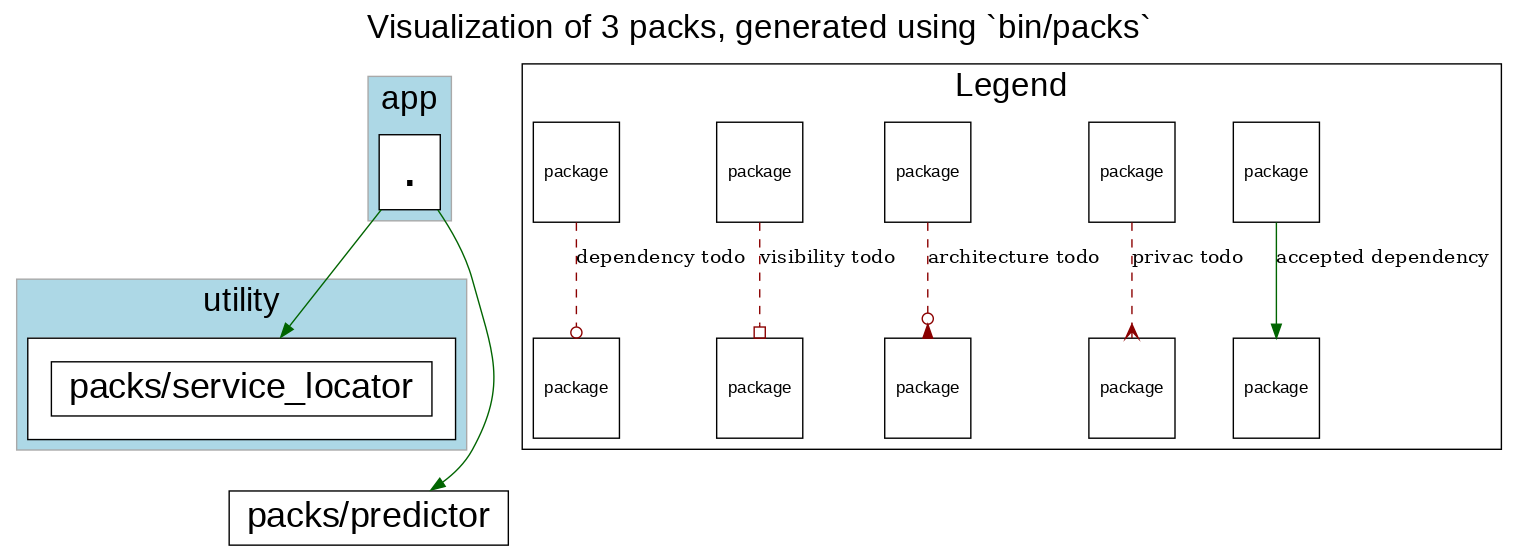 Visualization of 3 packs, generated using `bin/packs`
app
.
utility
packs/service_locator
packs/predictor
Legend
package
package
package
package
package
dependency todo
visibility todo
architecture todo
privac todo
accepted dependency
package
package
package
package
package